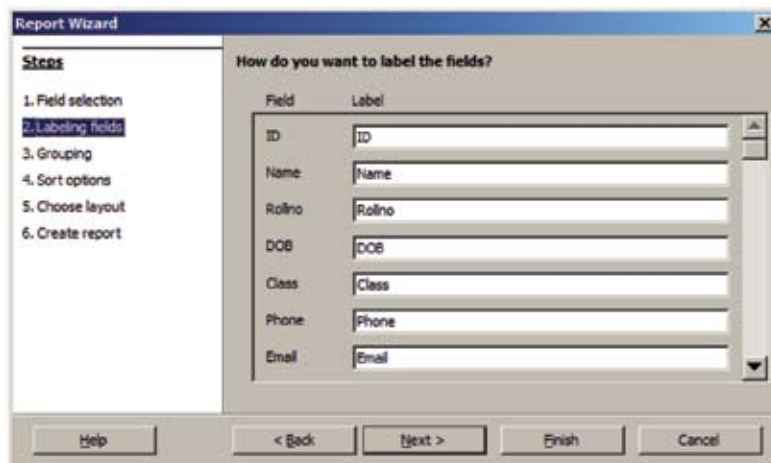 Report Wizard
Steps
1. Field selection
2. Labeling fields
3. Grouping
4. Sort options
5. Choose layout
6. Create report
How do you want to label the fields?
Field Label
ID ID
Name Name
Rollno Rollno
DOB DOB
Class Class
Phone Phone
Email Email
Help < Back Next > Finish Cancel